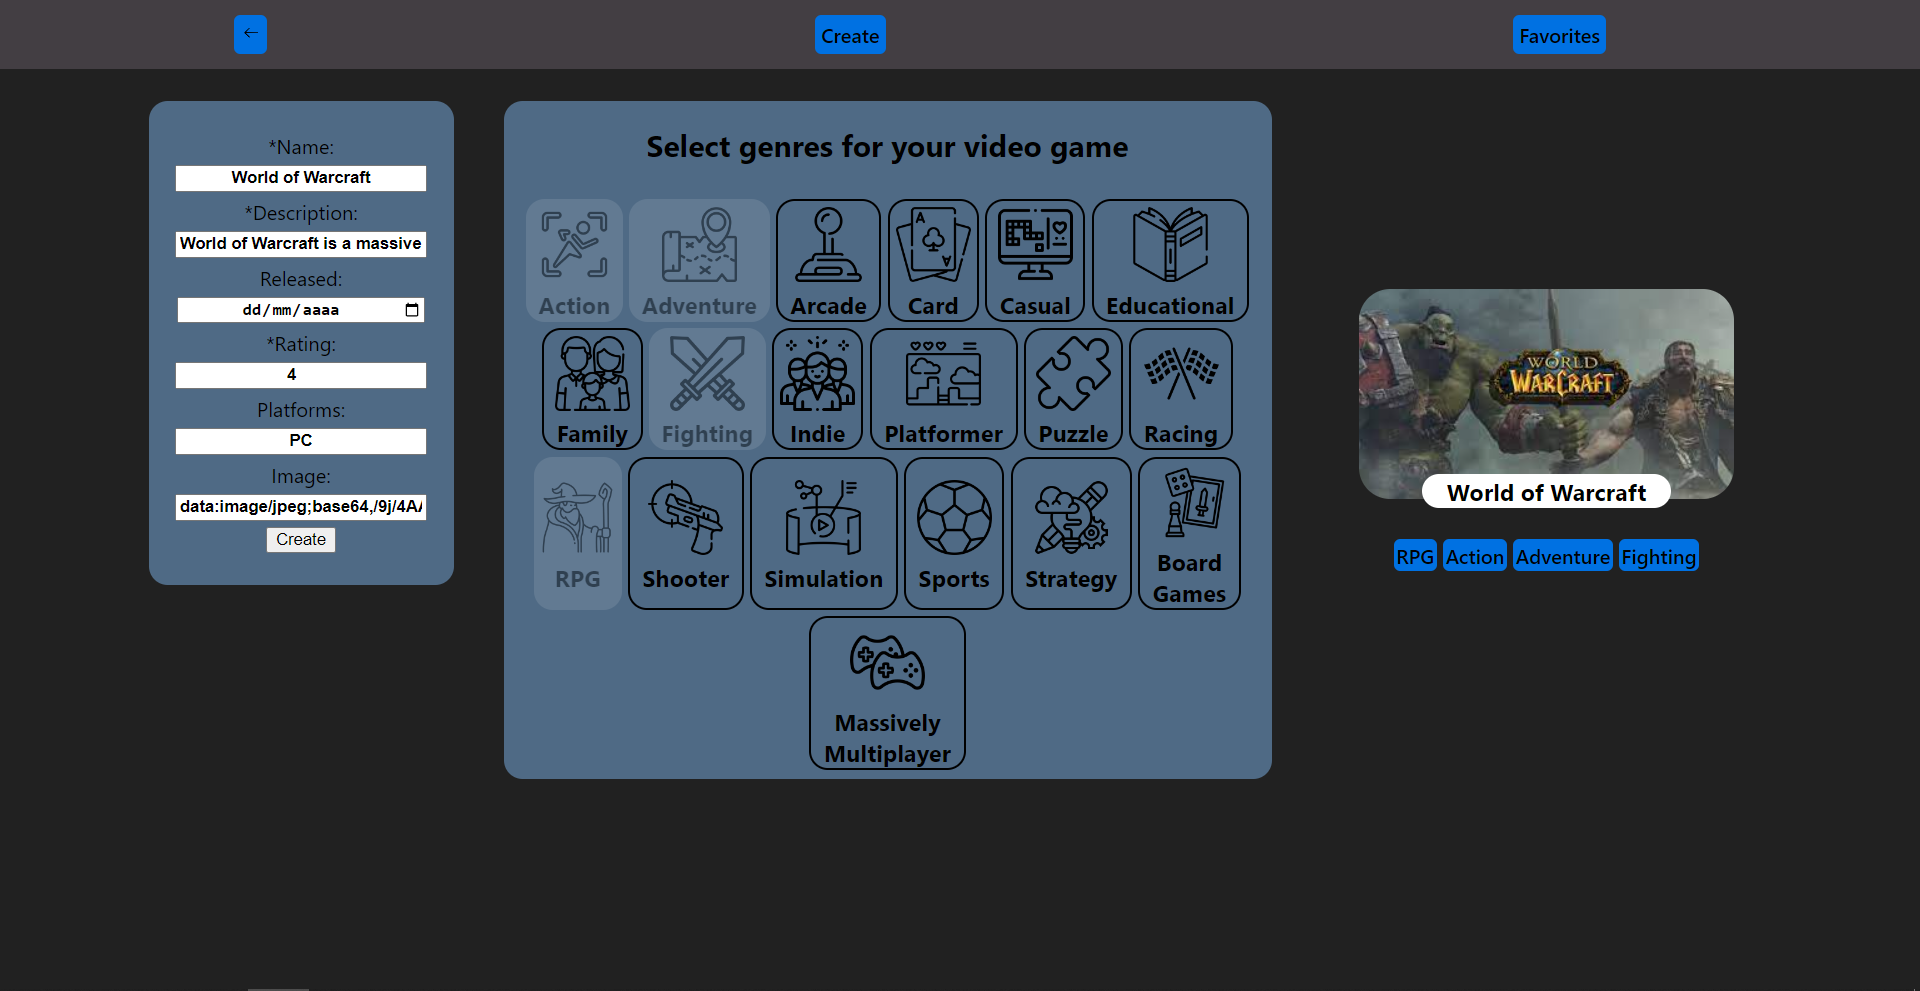 ←
Create
Favorites
*Name:
World of Warcraft
*Description:
World of Warcraft is a massive
Released:
dd/mm/aaaa
*Rating:
4
Platforms:
PC
Image:
data:image/jpeg;base64,/9j/4A
Create
Select genres for your video game
Action
Adventure
Arcade
Card
Casual
Educational
Family
Fighting
Indie
Platformer
Puzzle
Racing
RPG
Shooter
Simulation
Sports
Strategy
Board
Games
Massively
Multiplayer
WORLD
OF
WARCRAFT
World of Warcraft
RPG
Action
Adventure
Fighting